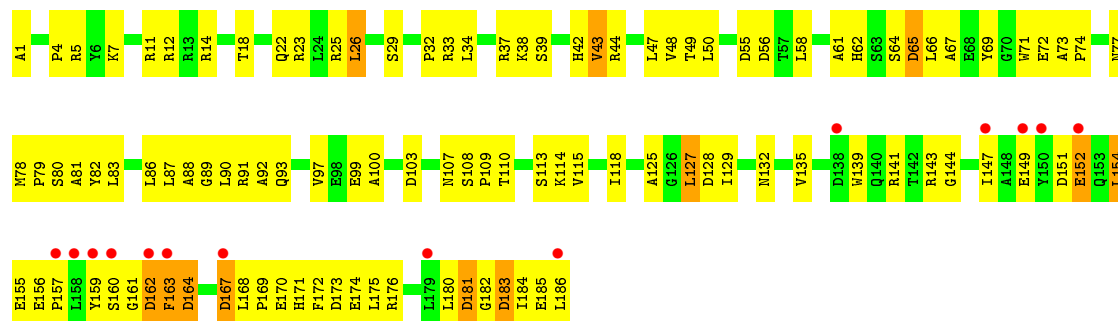 A1 P4 R5 Y6 K7 R11 R12 R13 R14 T18 Q22 R23 L24 R25 L26 S29 P32 R33 L34 R37 K38 S39 H42 V43 R44 L47 V48 T49 L50 D55 D56 T57 L58 A61 H62 S63 S64 D65 L66 A67 E68 Y69 G70 W71 E72 A73 P74 N77
M78 P79 S80 A81 Y82 L83 L86 L87 A88 G89 L90 R91 A92 Q93 V97 E98 E99 A100 D103 N107 S108 P109 T110 S113 K114 V115 I118 A125 G126 L127 D128 I129 N132 V135 D138 W139 Q140 R141 T142 R143 G144 I147 A148 E149 Y150 D151 E152 Q153 L154
E155 E156 P157 L158 Y159 S160 G161 D162 F163 D164 D167 L168 P169 E170 H171 F172 D173 E174 L175 R176 L179 L180 D181 G182 D183 I184 E185 L186